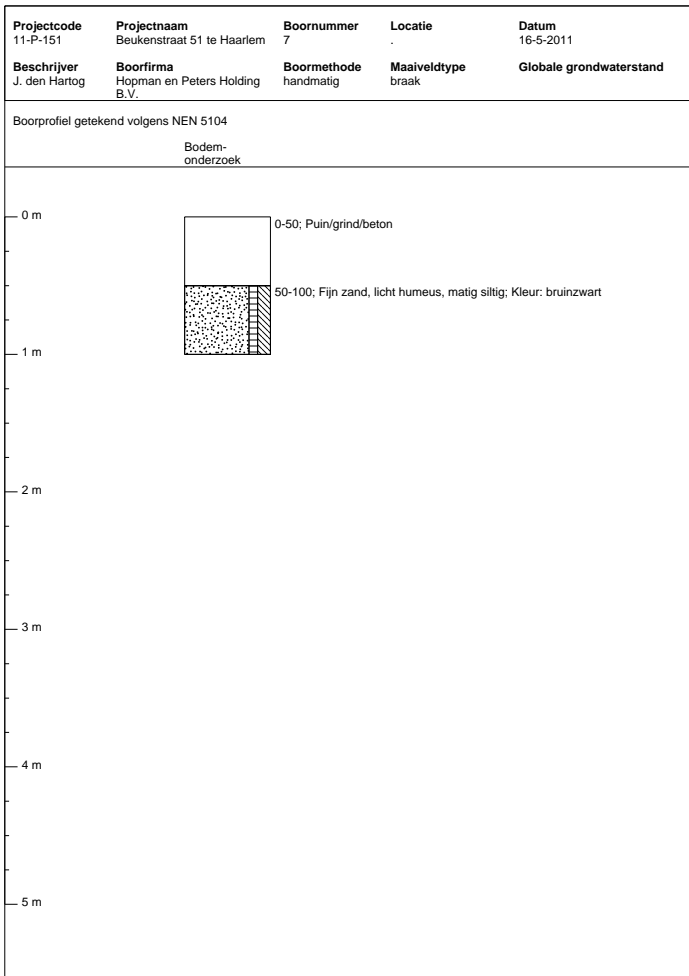 Projectcode Projectnaam Boornummer Locatie Datum
11-P-151 Beukenstraat 51 te Haarlem 7 . 16-5-2011
Beschrijver Boorfirma Boormethode Maaiveldtype Globale grondwaterstand
J. den Hartog Hopman en Peters Holding handmatig braak
B.V.
Boorprofiel getekend volgens NEN 5104
Bodem-
onderzoek
0 m
0-50; Puin/grind/beton
50-100; Fijn zand, licht humeus, matig siltig; Kleur: bruinzwart
1 m
2 m
3 m
4 m
5 m